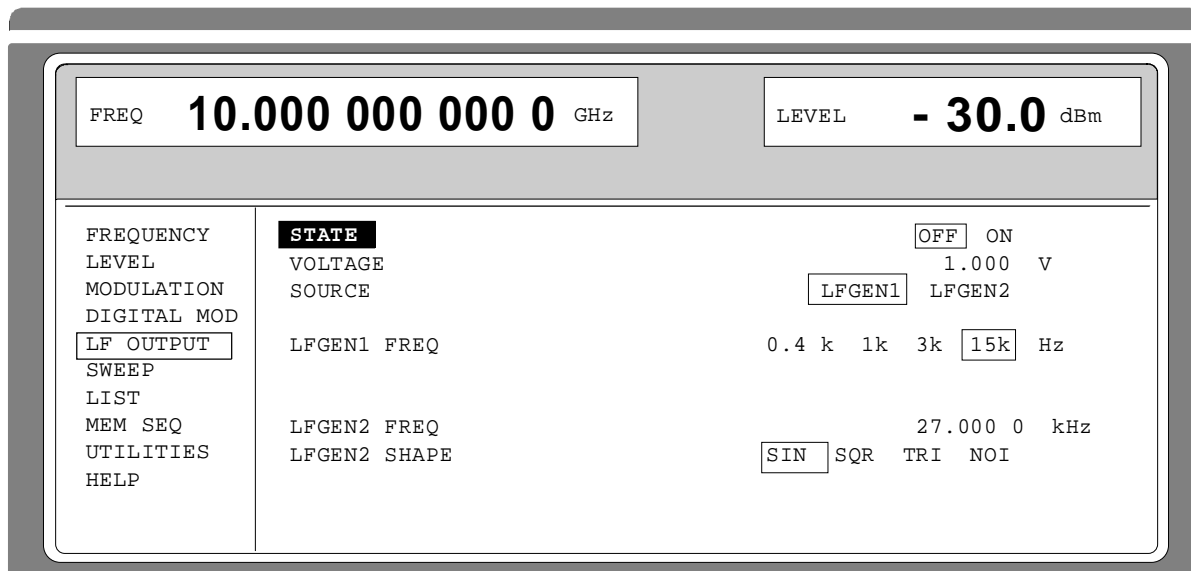 FREQ 10.000 000 000 0 GHz LEVEL - 30.0 dBm
FREQUENCY STATE OFF ON
LEVEL VOLTAGE 1.000 V
MODULATION SOURCE LFGEN1 LFGEN2
DIGITAL MOD
LF OUTPUT LFGEN1 FREQ 0.4 k 1k 3k 15k Hz
SWEEP
LIST
MEM SEQ LFGEN2 FREQ 27.000 0 kHz
UTILITIES LFGEN2 SHAPE SIN SQR TRI NOI
HELP